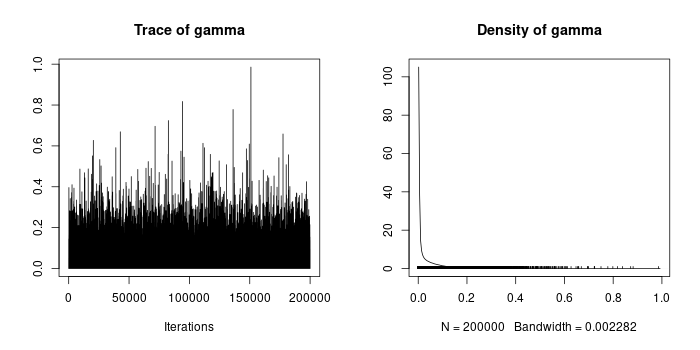 Trace of gamma
1.0
0.8
0.6
0.4
0.2
0.0
0 50000 100000 150000 200000
Iterations
Density of gamma
100
80
60
40
20
0
0.0 0.2 0.4 0.6 0.8 1.0
N = 200000 Bandwidth = 0.002282